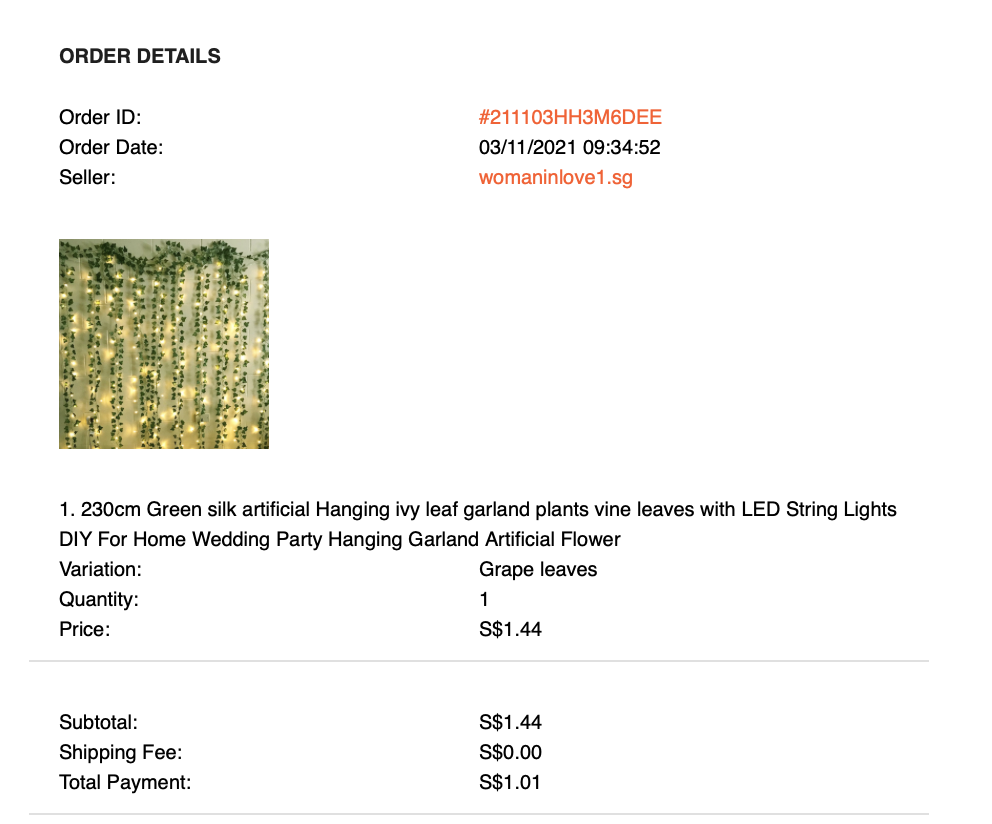 ORDER DETAILS
Order ID: #211103HH3M6DEE
Order Date: 03/11/2021 09:34:52
Seller: womaninlove1.sg
1. 230cm Green silk artificial Hanging ivy leaf garland plants vine leaves with LED String Lights
DIY For Home Wedding Party Hanging Garland Artificial Flower
Variation: Grape leaves
Quantity: 1
Price: S$1.44
Subtotal: S$1.44
Shipping Fee: S$0.00
Total Payment: S$1.01